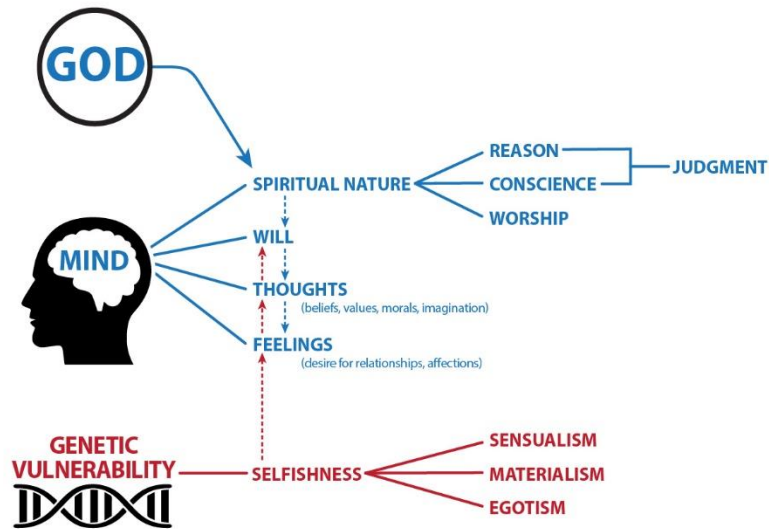 GOD
REASON
JUDGMENT
SPIRITUAL NATURE
CONSCIENCE
WORSHIP
WILL
MIND
THOUGHTS
(beliefs, values, morals, imagination)
FEELINGS
(desire for relationships, affections)
GENETIC
VULNERABILITY
SELFISHNESS
SENSUALISM
MATERIALISM
EGOTISM